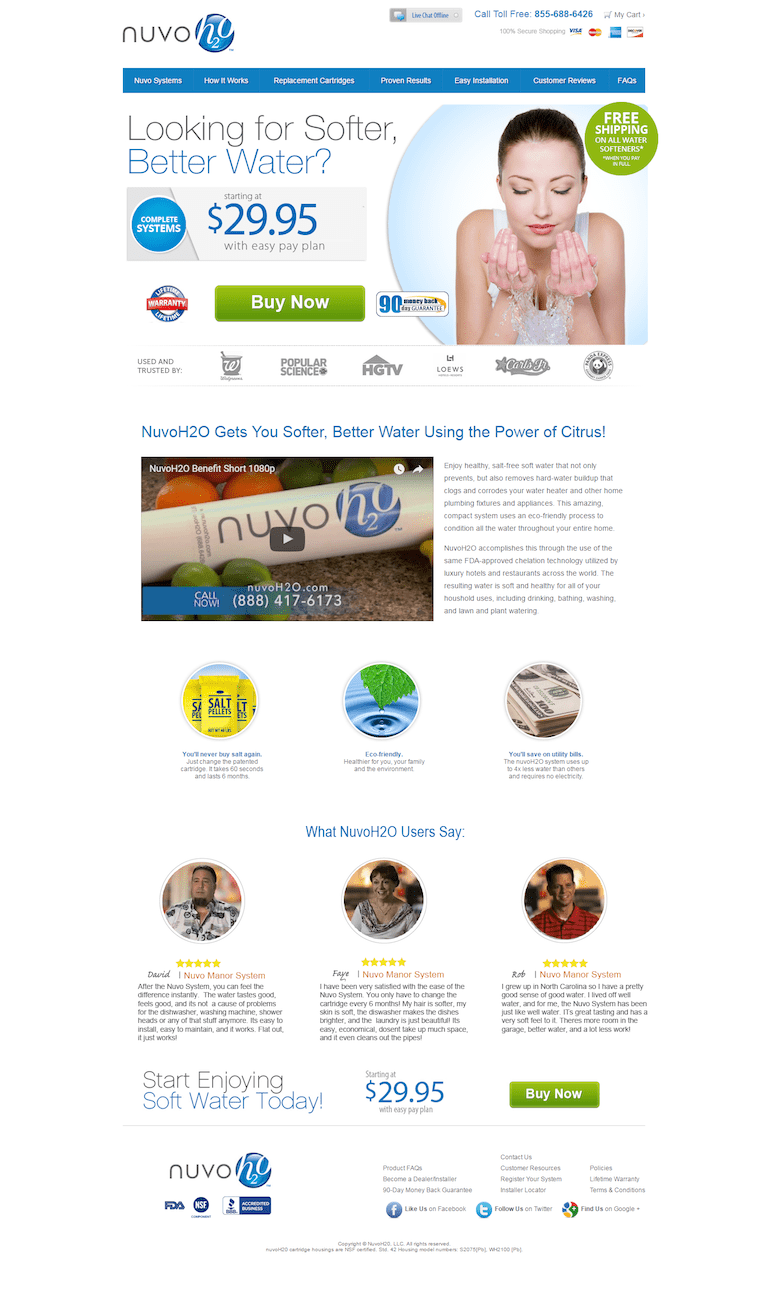 nuvo h2o
Live Chat Offline
Call Toll Free: 855-688-6426
My Cart ›
100% Secure Shopping VISA
Nuvo Systems How It Works Replacement Cartridges Proven Results Easy Installation Customer Reviews FAQs
Looking for Softer,
Better Water?
FREE
SHIPPING
ON ALL WATER
SOFTENERS*
*WHEN YOU PAY
IN FULL
COMPLETE
SYSTEMS
starting at
$29.95
with easy pay plan
LIFETIME
WARRANTY
LIFETIME
Buy Now
90 money back
day GUARANTEE
USED AND
TRUSTED BY:
Walgreens
POPULAR
SCIENCE
HGTV
LOEWS
Carl's Jr.
PANDA EXPRESS
NuvoH2O Gets You Softer, Better Water Using the Power of Citrus!
NuvoH2O Benefit Short 1080p
nuvo h2o
nuvoH2O.com
CALL
NOW!
(888) 417-6173
Enjoy healthy, salt-free soft water that not only
prevents, but also removes hard-water buildup that
clogs and corrodes your water heater and other home
plumbing fixtures and appliances. This amazing,
compact system uses an eco-friendly process to
condition all the water throughout your entire home.
NuvoH2O accomplishes this through the use of the
same FDA-approved chelation technology utilized by
luxury hotels and restaurants across the world. The
resulting water is soft and healthy for all of your
houshold uses, including drinking, bathing, washing,
and lawn and plant watering.
SALT
PELLETS
You'll never buy salt again.
Just change the patented
cartridge. It takes 60 seconds
and lasts 6 months.
Eco-friendly.
Healthier for you, your family
and the environment.
100
You'll save on utility bills.
The nuvoH2O system uses up
to 4x less water than others
and requires no electricity.
What NuvoH2O Users Say:
David | Nuvo Manor System
After the Nuvo System, you can feel the
difference instantly. The water tastes good,
feels good, and its not a cause of problems
for the dishwasher, washing machine, shower
heads or any of that stuff anymore. Its easy to
install, easy to maintain, and it works. Flat out,
it just works!
Faye | Nuvo Manor System
I have been very satisfied with the ease of the
Nuvo System. You only have to change the
cartridge every 6 months! My hair is softer, my
skin is soft, the diswasher makes the dishes
brighter, and the laundry is just beautiful! Its
easy, economical, dosent take up much space,
and it even cleans out the pipes!
Rob | Nuvo Manor System
I grew up in North Carolina so I have a pretty
good sense of good water. I lived off well
water, and for me, the Nuvo System has been
just like well water. ITs great tasting and has a
very soft feel to it. Theres more room in the
garage, better water, and a lot less work!
Start Enjoying
Soft Water Today!
Starting at
$29.95
with easy pay plan
Buy Now
nuvo h2o
FDA NSF COMPONENT BBB ACCREDITED
BUSINESS
Product FAQs
Become a Dealer/Installer
90-Day Money Back Guarantee
Contact Us
Customer Resources
Register Your System
Installer Locator
Policies
Lifetime Warranty
Terms & Conditions
Like Us on Facebook
Follow Us on Twitter
Find Us on Google +
Copyright © NuvoH20, LLC. All rights reserved.
nuvoH20 cartridge housings are NSF certified. Std. 42 Housing model numbers: S2075[Pb], WH2100 [Pb].